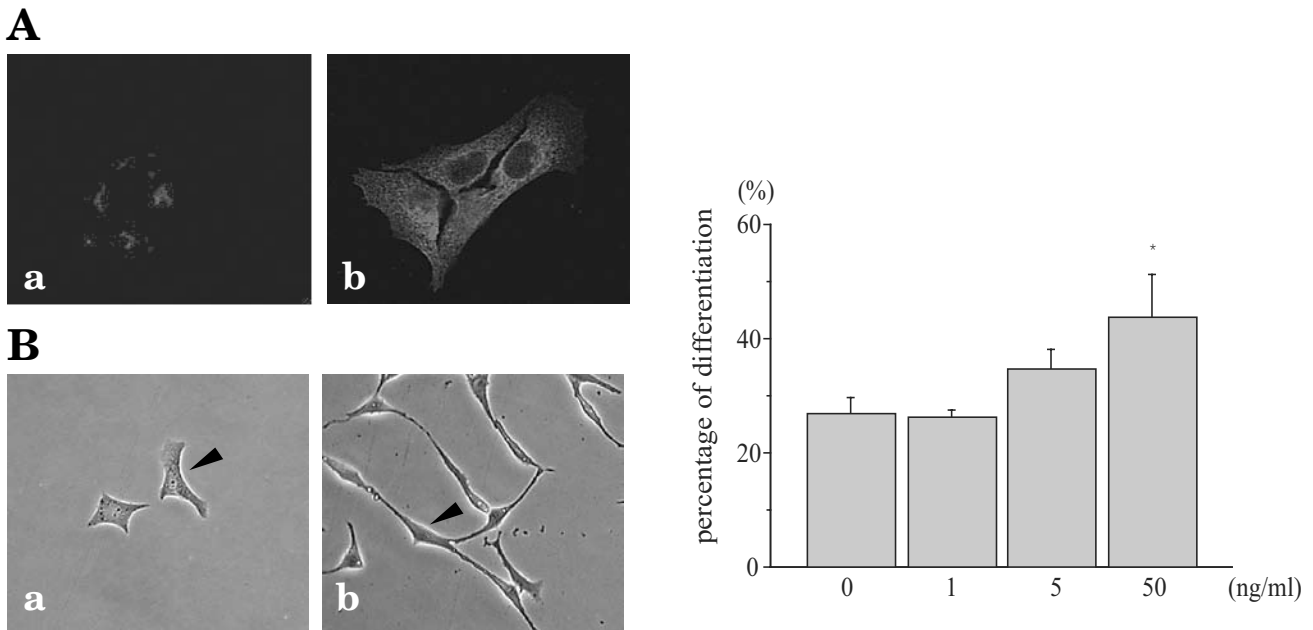 A
a
b
B
a
b
(%)
percentage of differentiation
60
*
40
20
0
0 1 5 50 (ng/ml)